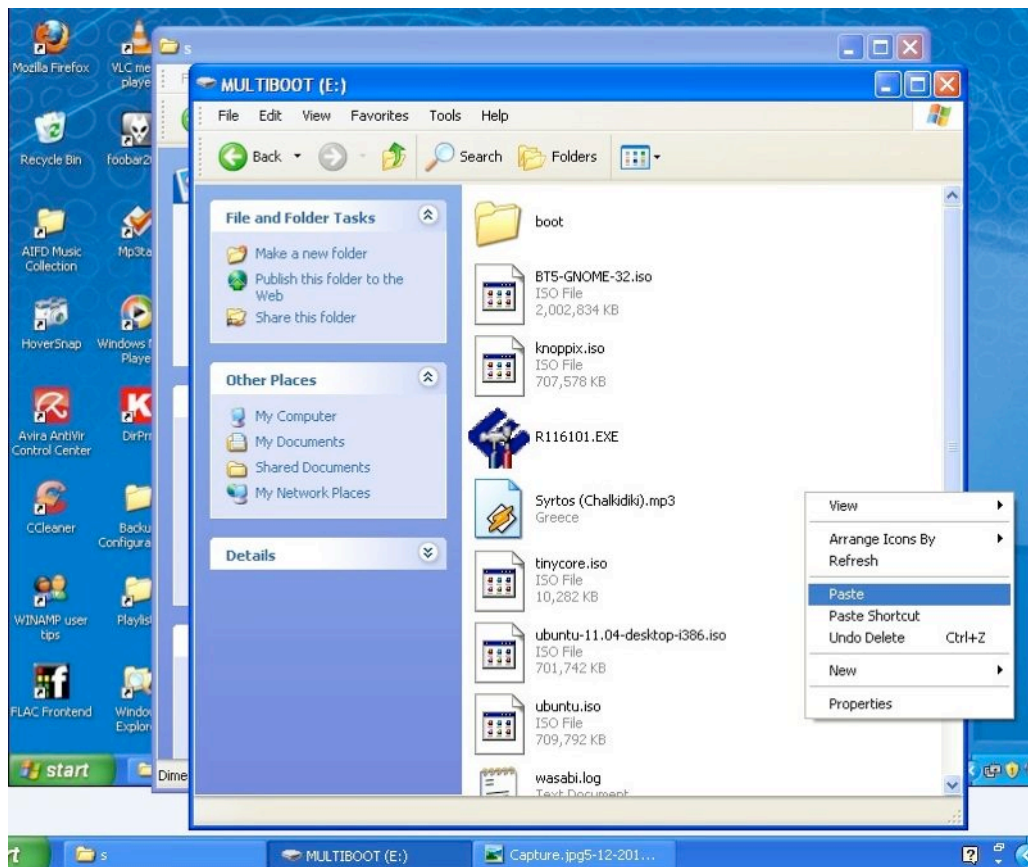 Mozilla Firefox
VLC me
playe
Recycle Bin
foobar2
AIFD Music
Collection
Mp3ta
HoverSnap
Windows
Playe
Avira AntiVir
Control Center
DirPr
CCleaner
Backu
Configura
WINAMP user
tips
Playlis
FLAC Frontend
Window
Explor
start
s
Dime
MULTIBOOT (E:)
File Edit View Favorites Tools Help
Back Search Folders
File and Folder Tasks
Make a new folder
Publish this folder to the
Web
Share this folder
Other Places
My Computer
My Documents
Shared Documents
My Network Places
Details
boot
BT5-GNOME-32.iso
ISO File
2,002,834 KB
knoppix.iso
ISO File
707,578 KB
R116101.EXE
Syrtos (Chalkidiki).mp3
Greece
tinycore.iso
ISO File
10,282 KB
ubuntu-11.04-desktop-i386.iso
ISO File
701,742 KB
ubuntu.iso
ISO File
709,792 KB
wasabi.log
Text Document
View
Arrange Icons By
Refresh
Paste
Paste Shortcut
Undo Delete Ctrl+Z
New
Properties
rt s MULTIBOOT (E:) Capture.jpg5-12-201...